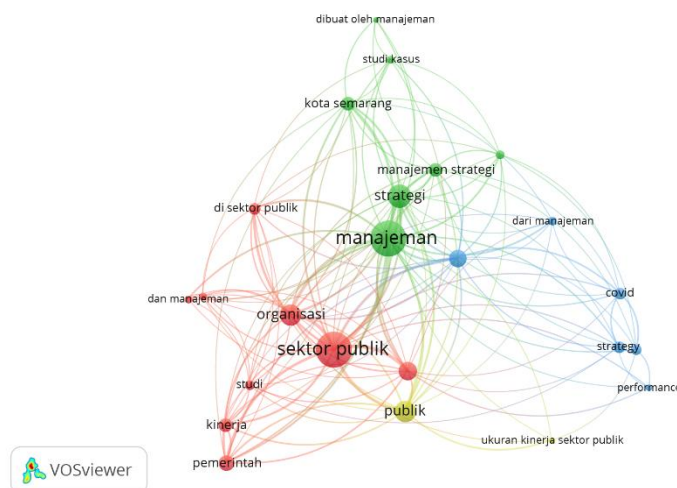 dibuat oleh manajeman
studi kasus
kota semarang
manajemen strategi
strategi
di sektor publik
dari manajeman
manajeman
dan manajeman
covid
organisasi
sektor publik
strategy
studi
performance
publik
kinerja
ukuran kinerja sektor publik
pemerintah
VOSviewer